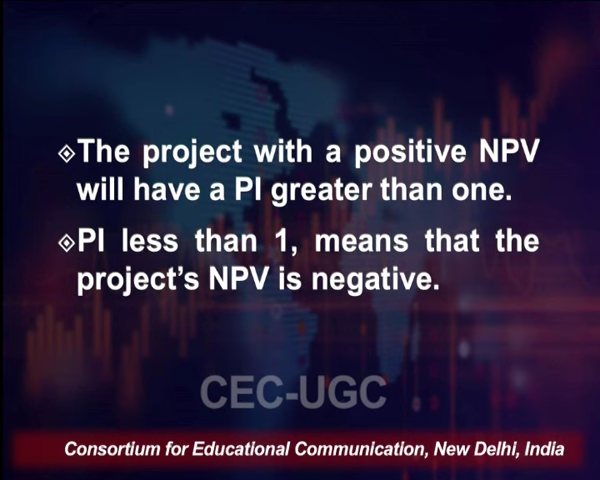 ◈The project with a positive NPV
will have a PI greater than one.
◈PI less than 1, means that the
project's NPV is negative.
CEC-UGC
Consortium for Educational Communication, New Delhi, India